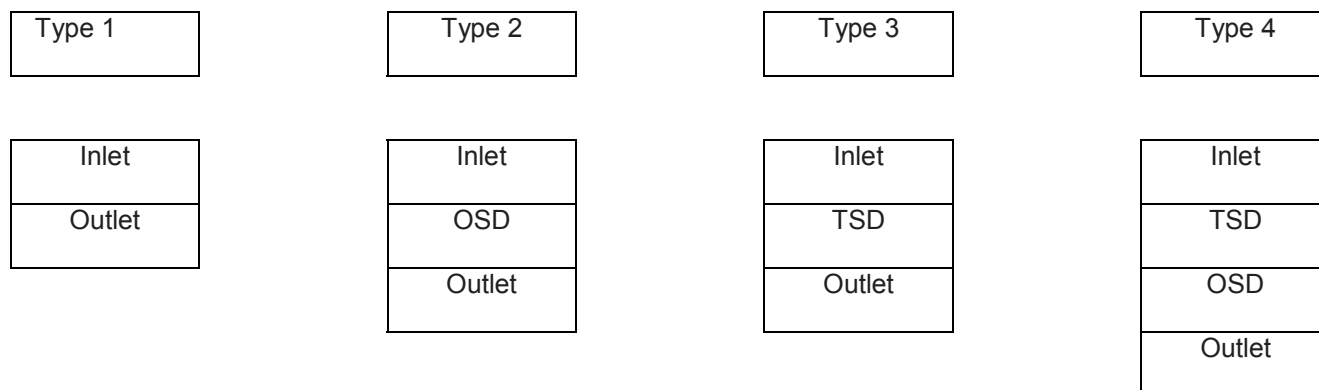 Type 1 Type 2 Type 3 Type 4
Inlet Inlet Inlet Inlet
Outlet OSD TSD TSD
Outlet Outlet OSD
Outlet